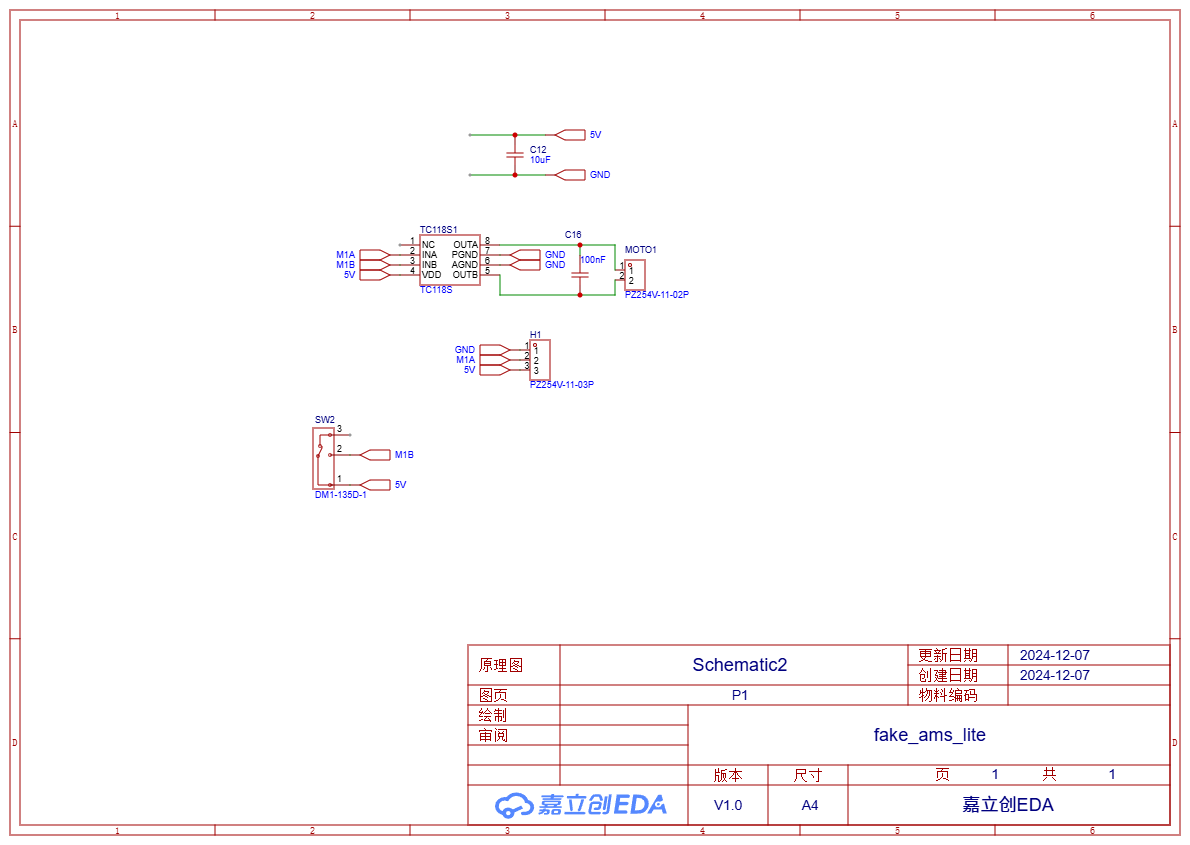 1 2 3 4 5 6
A A
5V
C12
10uF
GND
TC118S1
C16
1 NC OUTA 8
M1A 2 INA PGND 7 GND
M1B 3 INB AGND 6 GND
5V 4 VDD OUTB 5
TC118S
100nF
MOTO1
1 1
2 2
PZ254V-11-02P
B B
H1
GND 1 1
M1A 2 2
5V 3 3
PZ254V-11-03P
SW2
3
2 M1B
1 5V
DM1-135D-1
C C
原理图 Schematic2 更新日期 2024-12-07
创建日期 2024-12-07
图页 P1 物料编码
绘制
审阅 fake_ams_lite
D D
版本 尺寸 页 1 共 1
嘉立创EDA V1.0 A4 嘉立创EDA
1 2 3 4 5 6